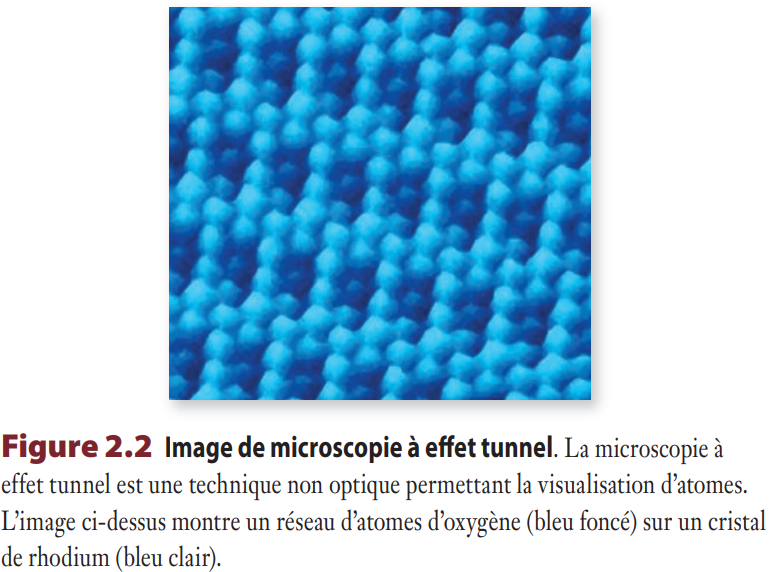 Figure 2.2 Image de microscopie à effet tunnel. La microscopie à
effet tunnel est une technique non optique permettant la visualisation d’atomes.
L’image ci-dessus montre un réseau d’atomes d’oxygène (bleu foncé) sur un cristal
de rhodium (bleu clair).